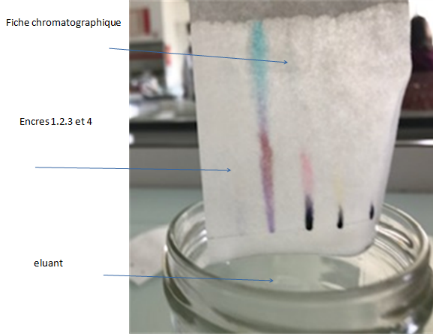 Fiche chromatographique
Encres 1.2.3 et 4
eluant